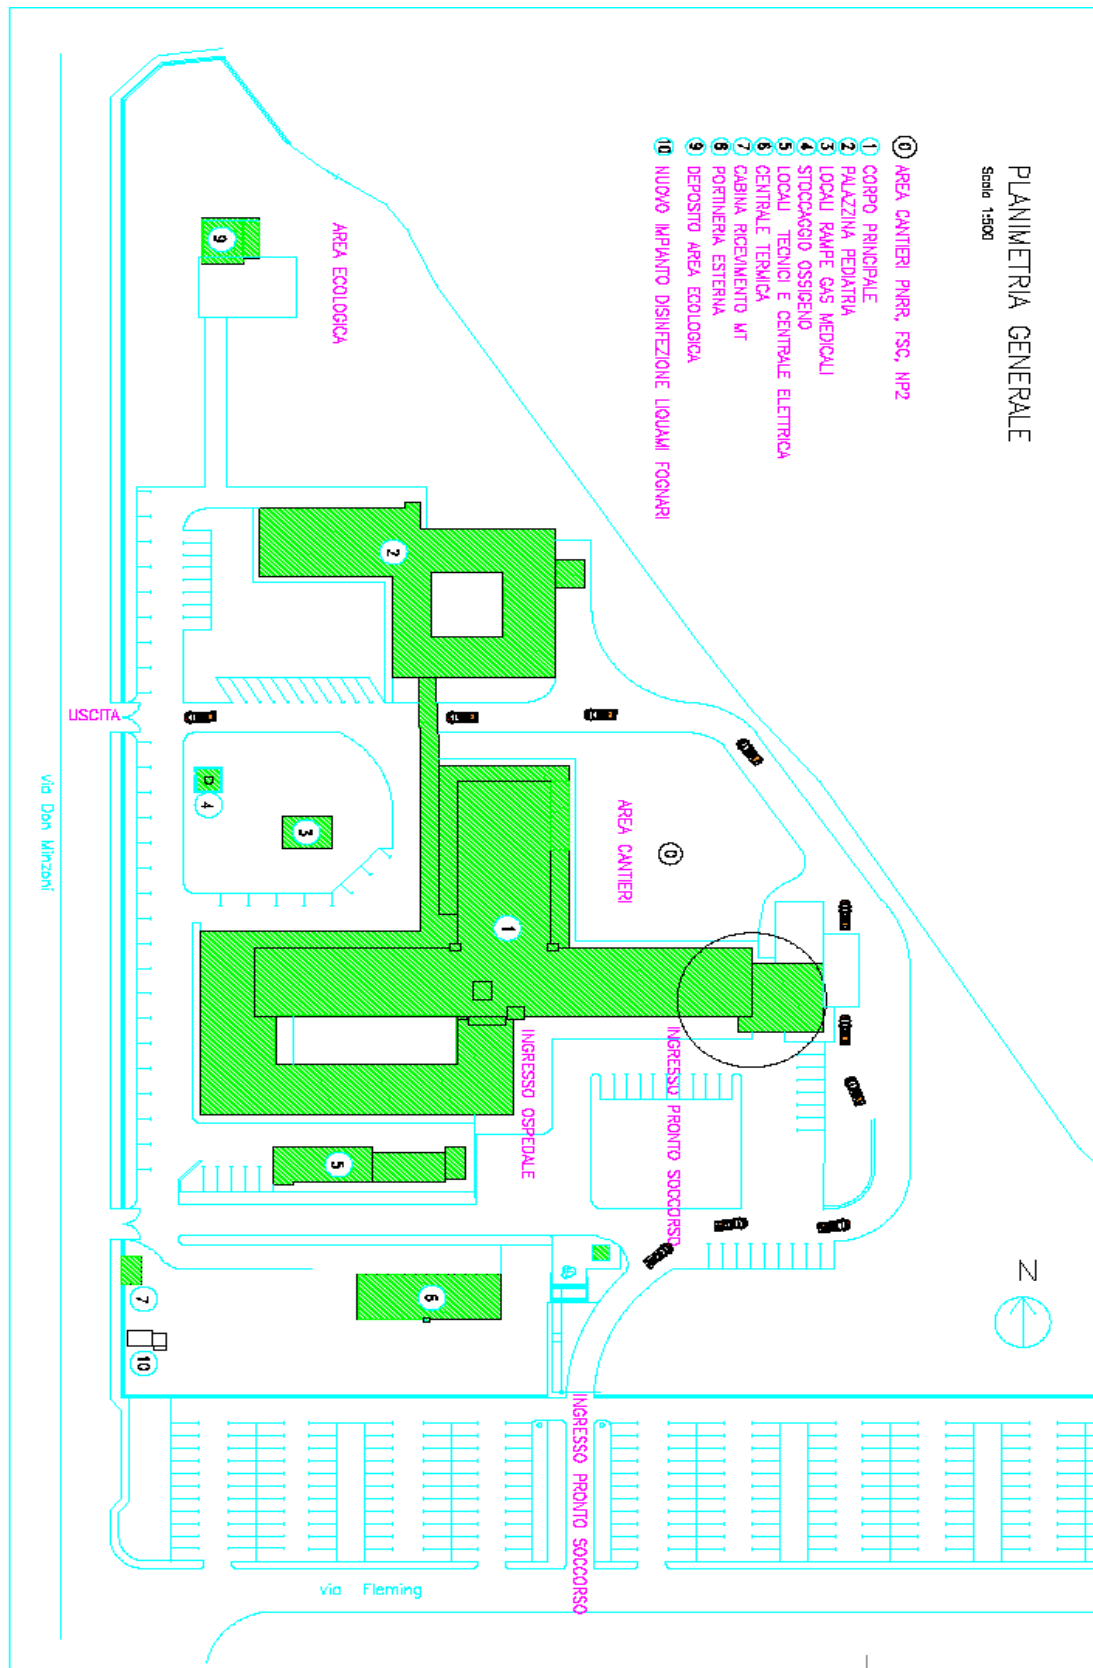 PLANIMETRIA GENERALE
Scala 1:500
0 AREA CANTIERI PNRR, FSC, NP2
1 CORPO PRINCIPALE
2 PALAZZINA PEDIATRIA
3 LOCALI RAMPE GAS MEDICALI
4 STOCCAGGIO OSSIGENO
5 LOCALI TECNICI E CENTRALE ELETTRICA
6 CENTRALE TERMICA
7 CABINA RICEVIMENTO MT
8 PORTINERIA ESTERNA
9 DEPOSITO AREA ECOLOGICA
10 NUOVO IMPIANTO DISINFEZIONE LIQUAMI FOGNARI
AREA ECOLOGICA
9
2
USCITA
4
3
AREA CANTIERI
0
1
INGRESSO OSPEDALE
INGRESSO PRONTO SOCCORSO
5
6
7
10
N
INGRESSO PRONTO SOCCORSO
via Don Minzoni
via Fleming